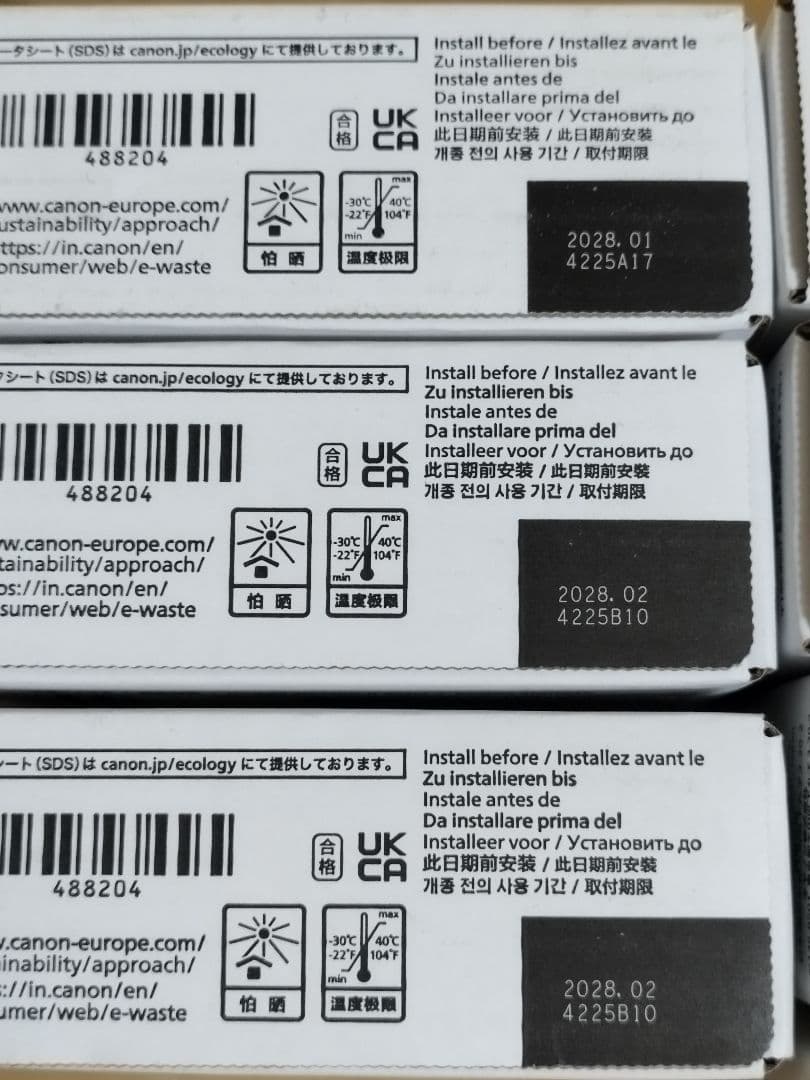 ータシート(SDS)は canon.jp/ecology にて提供しております。
488204
合格
UK
CA
www.canon-europe.com/
ustainability/approach/
ttps://in.canon/en/
onsumer/web/e-waste
怕 晒
max
-30℃ 40℃
-22°F 104°F
min
温度极限
Install before / Installez avant le
Zu installieren bis
Instale antes de
Da installare prima del
Installeer voor / Установить до
此日期前安装 / 此日期前安裝
개봉 전의 사용 기간 / 取付期限
2028. 01
4225A17
タシート(SDS)は canon.jp/ecology にて提供しております。
488204
合格
UK
CA
w.canon-europe.com/
tainability/approach/
ps://in.canon/en/
sumer/web/e-waste
怕 晒
max
-30℃ 40℃
-22°F 104°F
min
温度极限
Install before / Installez avant le
Zu installieren bis
Instale antes de
Da installare prima del
Installeer voor / Установить до
此日期前安装 / 此日期前安裝
개봉 전의 사용 기간 / 取付期限
2028. 02
4225B10
シート(SDS)は canon.jp/ecology にて提供しております。
488204
合格
UK
CA
.canon-europe.com/
inability/approach/
://in.canon/en/
umer/web/e-waste
怕 晒
max
-30℃ 40℃
-22°F 104°F
min
温度极限
Install before / Installez avant le
Zu installieren bis
Instale antes de
Da installare prima del
Installeer voor / Установить до
此日期前安装 / 此日期前安裝
개봉 전의 사용 기간 / 取付期限
2028. 02
4225B10